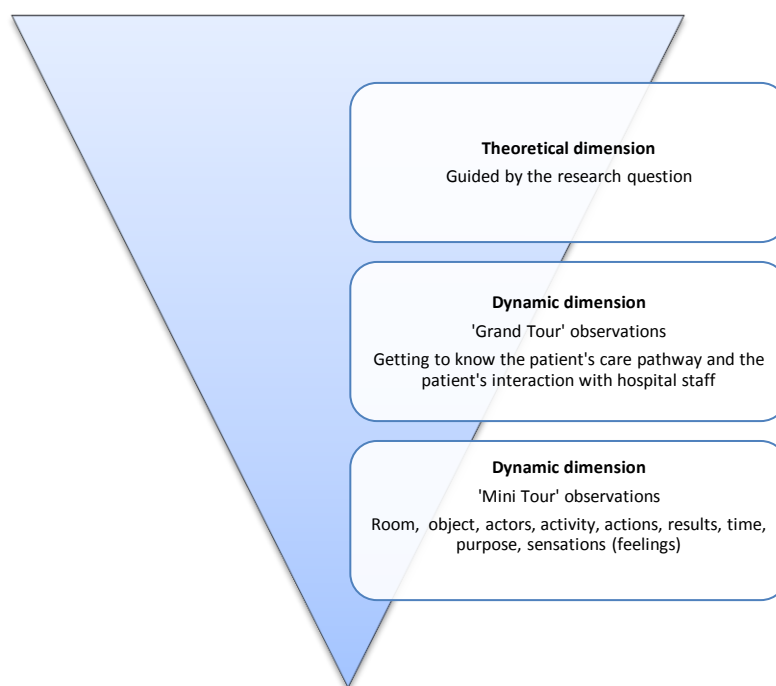 Theoretical dimension
Guided by the research question
Dynamic dimension
'Grand Tour' observations
Getting to know the patient's care pathway and the
patient's interaction with hospital staff
Dynamic dimension
'Mini Tour' observations
Room, object, actors, activity, actions, results, time,
purpose, sensations (feelings)